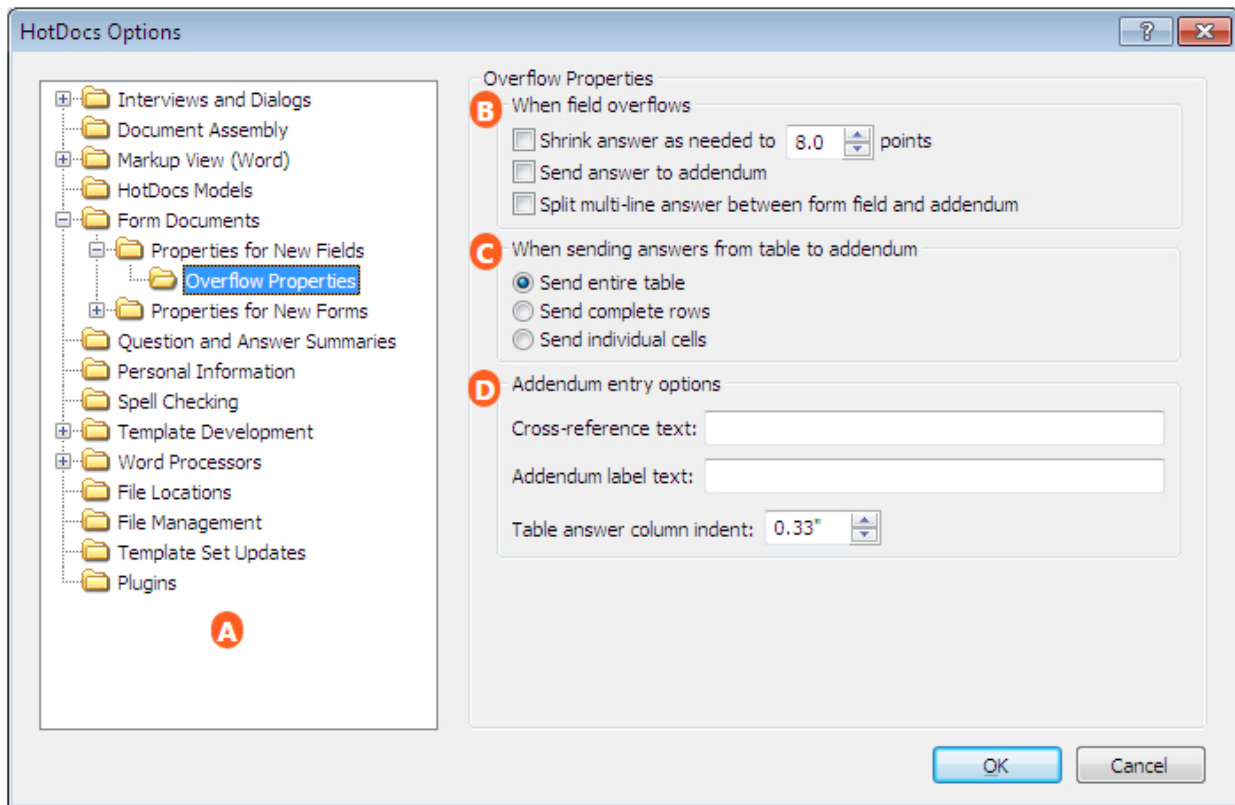 HotDocs Options
?
Interviews and Dialogs
Document Assembly
Markup View (Word)
HotDocs Models
Form Documents
Properties for New Fields
Overflow Properties
Properties for New Forms
Question and Answer Summaries
Personal Information
Spell Checking
Template Development
Word Processors
File Locations
File Management
Template Set Updates
Plugins
A
Overflow Properties
B When field overflows
Shrink answer as needed to 8.0 points
Send answer to addendum
Split multi-line answer between form field and addendum
C When sending answers from table to addendum
Send entire table
Send complete rows
Send individual cells
D Addendum entry options
Cross-reference text:
Addendum label text:
Table answer column indent: 0.33"
OK Cancel